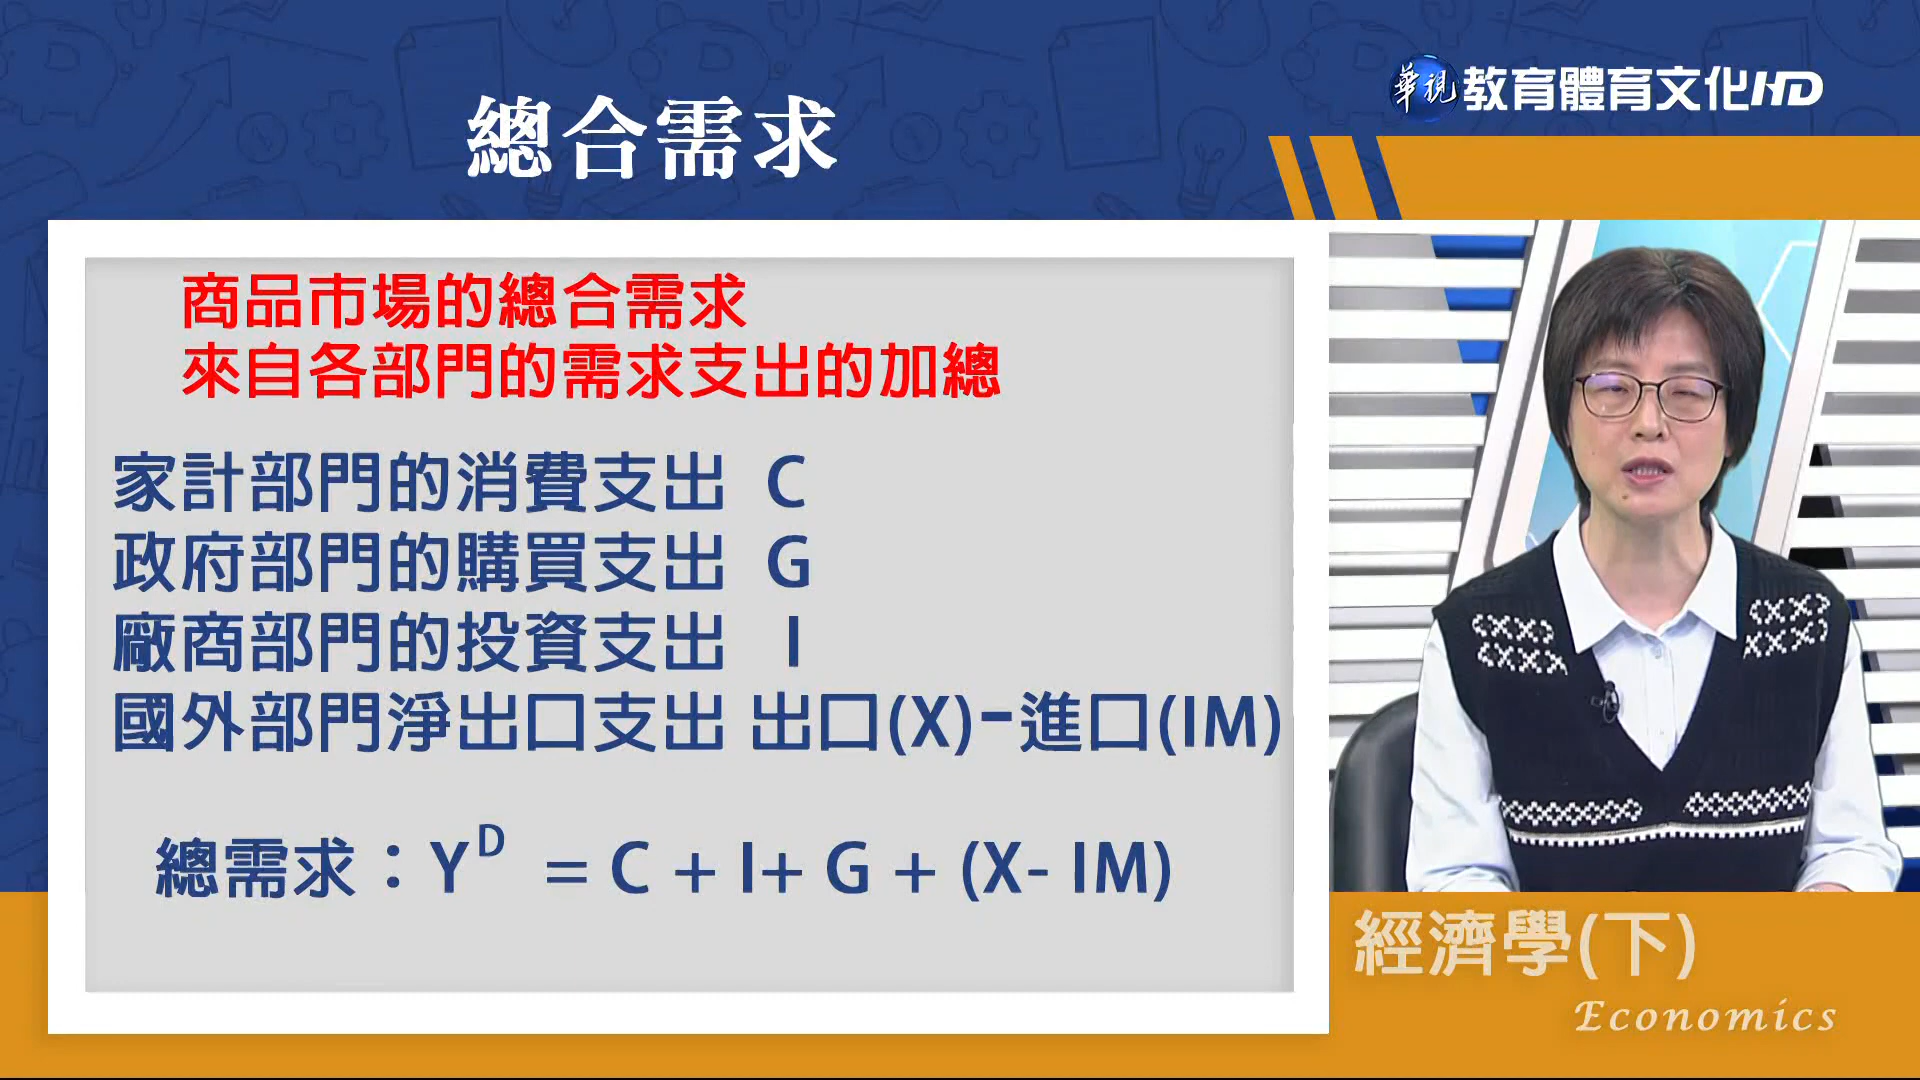 華視 教育體育文化HD
總合需求
商品市場的總合需求
來自各部門的需求支出的加總
家計部門的消費支出 C
政府部門的購買支出 G
廠商部門的投資支出 I
國外部門淨出口支出 出口(X)-進口(IM)
總需求：Y^D = C + I+ G + (X- IM)
經濟學(下)
Economics